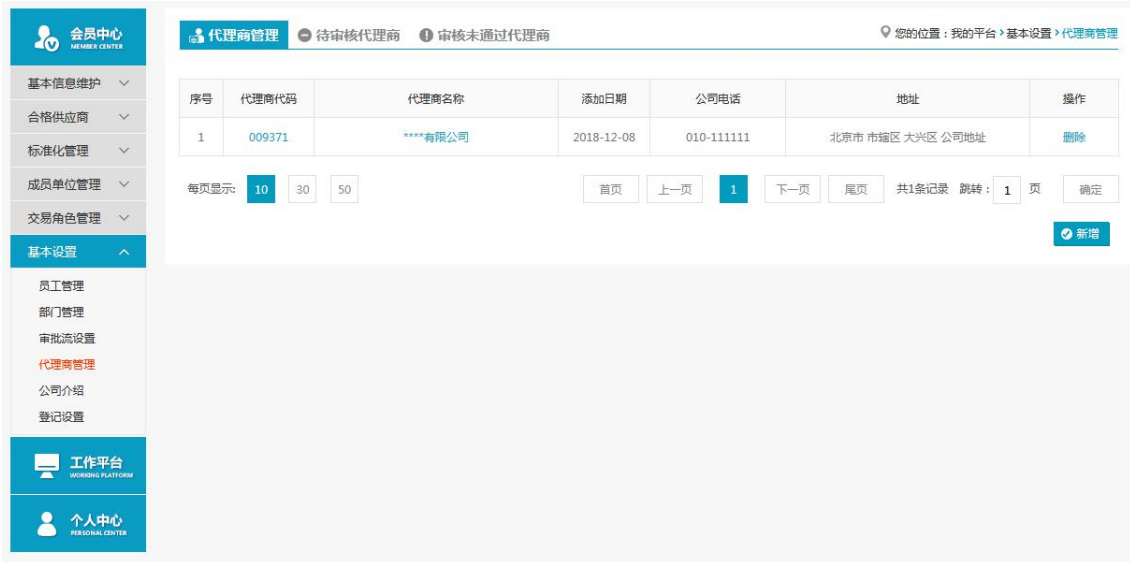 会员中心
MEMBER CENTER
基本信息维护
合格供应商
标准化管理
成员单位管理
交易角色管理
基本设置
员工管理
部门管理
审批流设置
代理商管理
公司介绍
登记设置
工作平台
WORKING PLATFORM
个人中心
PERSONAL CENTER
代理商管理 待审核代理商 审核未通过代理商
您的位置：我的平台>基本设置>代理商管理
序号 代理商代码 代理商名称 添加日期 公司电话 地址 操作
1 009371 ****有限公司 2018-12-08 010-111111 北京市 市辖区 大兴区 公司地址 删除
每页显示: 10 30 50 首页 上一页 1 下一页 尾页 共1条记录 跳转： 1 页 确定
新增